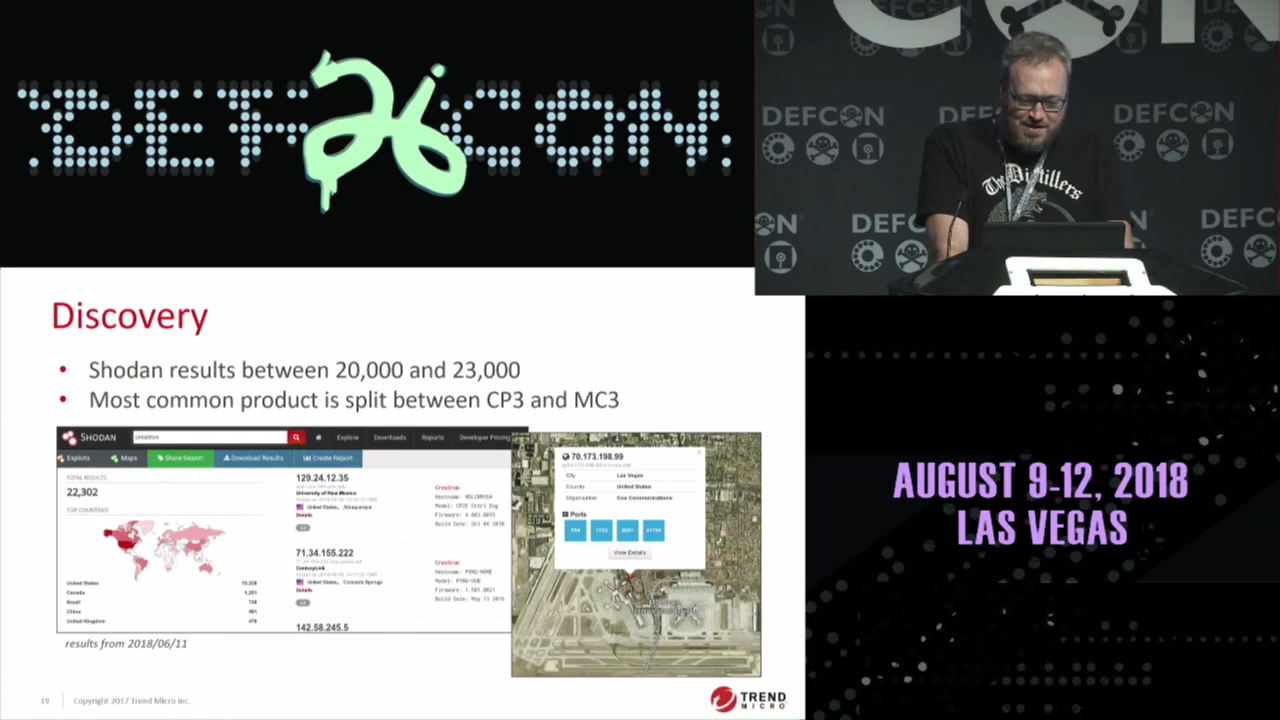 DEF 26 CON
DEFCON
DEFCON
DEFCON
The Distillers
Discovery
• Shodan results between 20,000 and 23,000
• Most common product is split between CP3 and MC3
SHODAN
crestron
Explore
Downloads
Reports
Developer Pricing
Exploits
Maps
Share Search
Download Results
Create Report
TOTAL RESULTS
22,302
TOP COUNTRIES
United States
Canada
Brazil
China
United Kingdom
129.24.12.35
University of New Mexico
United States, Albuquerque
Details
Crestron
71.34.155.222
CenturyLink
United States, Colorado Springs
Details
Crestron
142.58.245.5
70.173.198.99
City Las Vegas
Country United States
Organization Cox Communications
Ports
View Details
results from 2018/06/11
19
Copyright 2017 Trend Micro Inc.
TREND
MICRO
AUGUST 9-12, 2018
LAS VEGAS